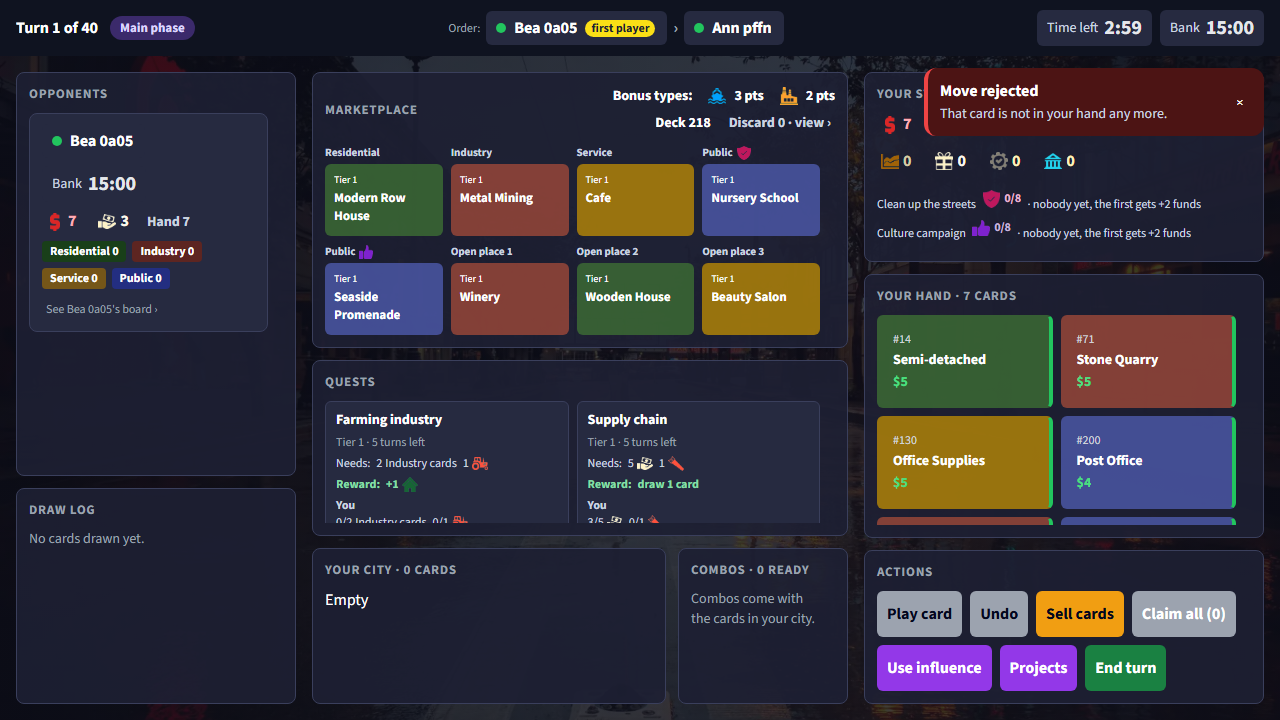 Turn 1 of 40
Main phase
Order:
Bea 0a05
first player
›
Ann pffn
Time left 2:59
Bank 15:00
OPPONENTS
Bea 0a05
Bank 15:00
7
3
Hand 7
Residential 0
Industry 0
Service 0
Public 0
See Bea 0a05's board ›
DRAW LOG
No cards drawn yet.
MARKETPLACE
Bonus types: 3 pts 2 pts
Deck 218 Discard 0 · view ›
Residential
Tier 1
Modern Row
House
Industry
Tier 1
Metal Mining
Service
Tier 1
Cafe
Public
Tier 1
Nursery School
Public
Tier 1
Seaside
Promenade
Open place 1
Tier 1
Winery
Open place 2
Tier 1
Wooden House
Open place 3
Tier 1
Beauty Salon
QUESTS
Farming industry
Tier 1 · 5 turns left
Needs: 2 Industry cards 1
Reward: +1
You
0/2 Industry cards 0/1
Supply chain
Tier 1 · 5 turns left
Needs: 5 1
Reward: draw 1 card
You
3/5 0/1
YOUR CITY · 0 CARDS
Empty
COMBOS · 0 READY
Combos come with
the cards in your city.
YOUR S
Move rejected
That card is not in your hand any more.
×
7
0
0
0
0
Clean up the streets 0/8 · nobody yet, the first gets +2 funds
Culture campaign 0/8 · nobody yet, the first gets +2 funds
YOUR HAND · 7 CARDS
#14
Semi-detached
$5
#71
Stone Quarry
$5
#130
Office Supplies
$5
#200
Post Office
$4
ACTIONS
Play card
Undo
Sell cards
Claim all (0)
Use influence
Projects
End turn